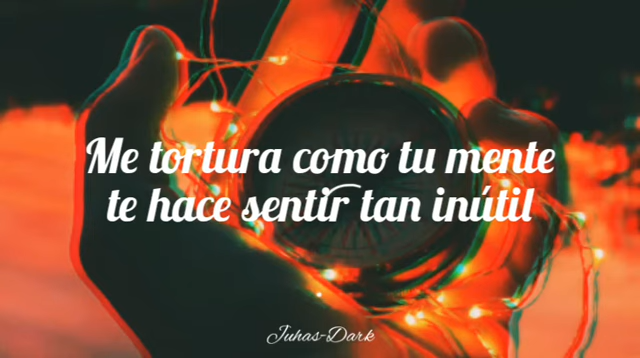 Me tortura como tu mente
te hace sentir tan inútil
Juhas-Dark